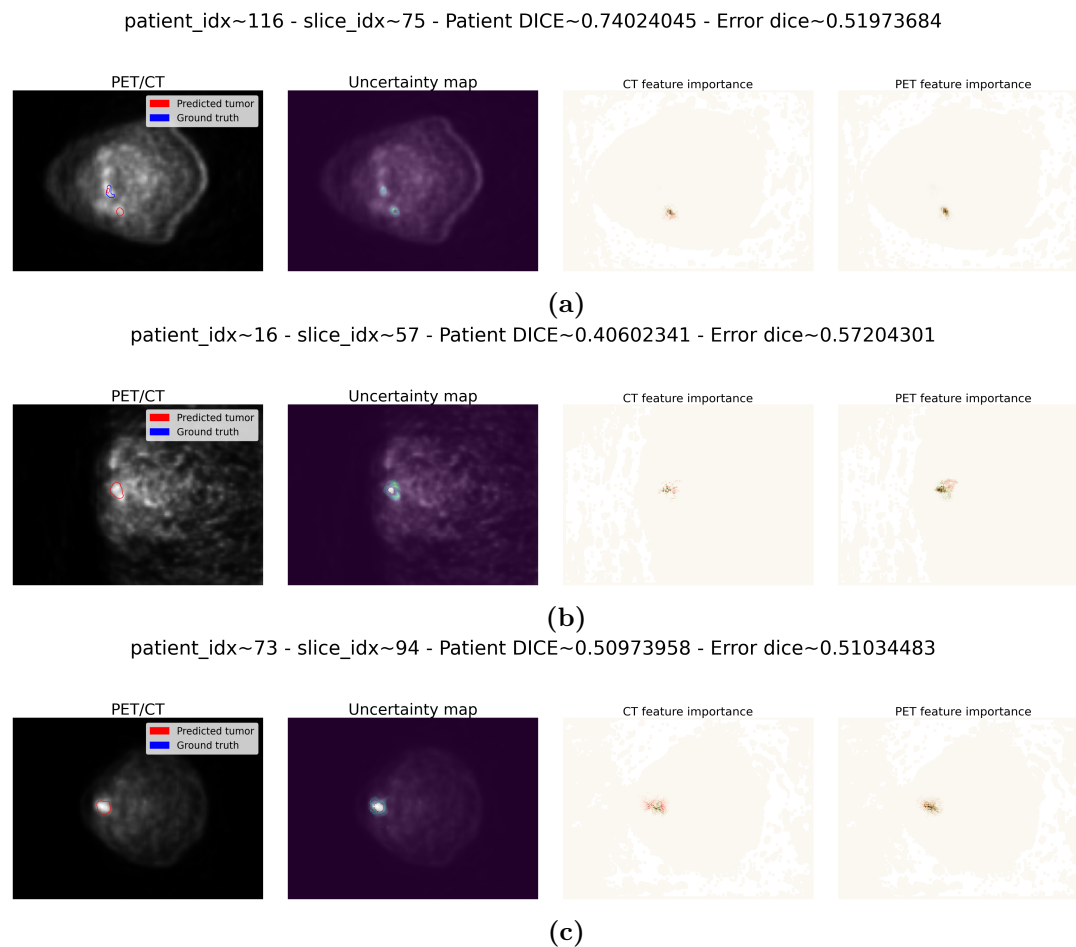 patient_idx~116 - slice_idx~75 - Patient DICE~0.74024045 - Error dice~0.51973684
PET/CT
Uncertainty map
CT feature importance
PET feature importance
Predicted tumor
Ground truth
(a)
patient_idx~16 - slice_idx~57 - Patient DICE~0.40602341 - Error dice~0.57204301
PET/CT
Uncertainty map
CT feature importance
PET feature importance
Predicted tumor
Ground truth
(b)
patient_idx~73 - slice_idx~94 - Patient DICE~0.50973958 - Error dice~0.51034483
PET/CT
Uncertainty map
CT feature importance
PET feature importance
Predicted tumor
Ground truth
(c)